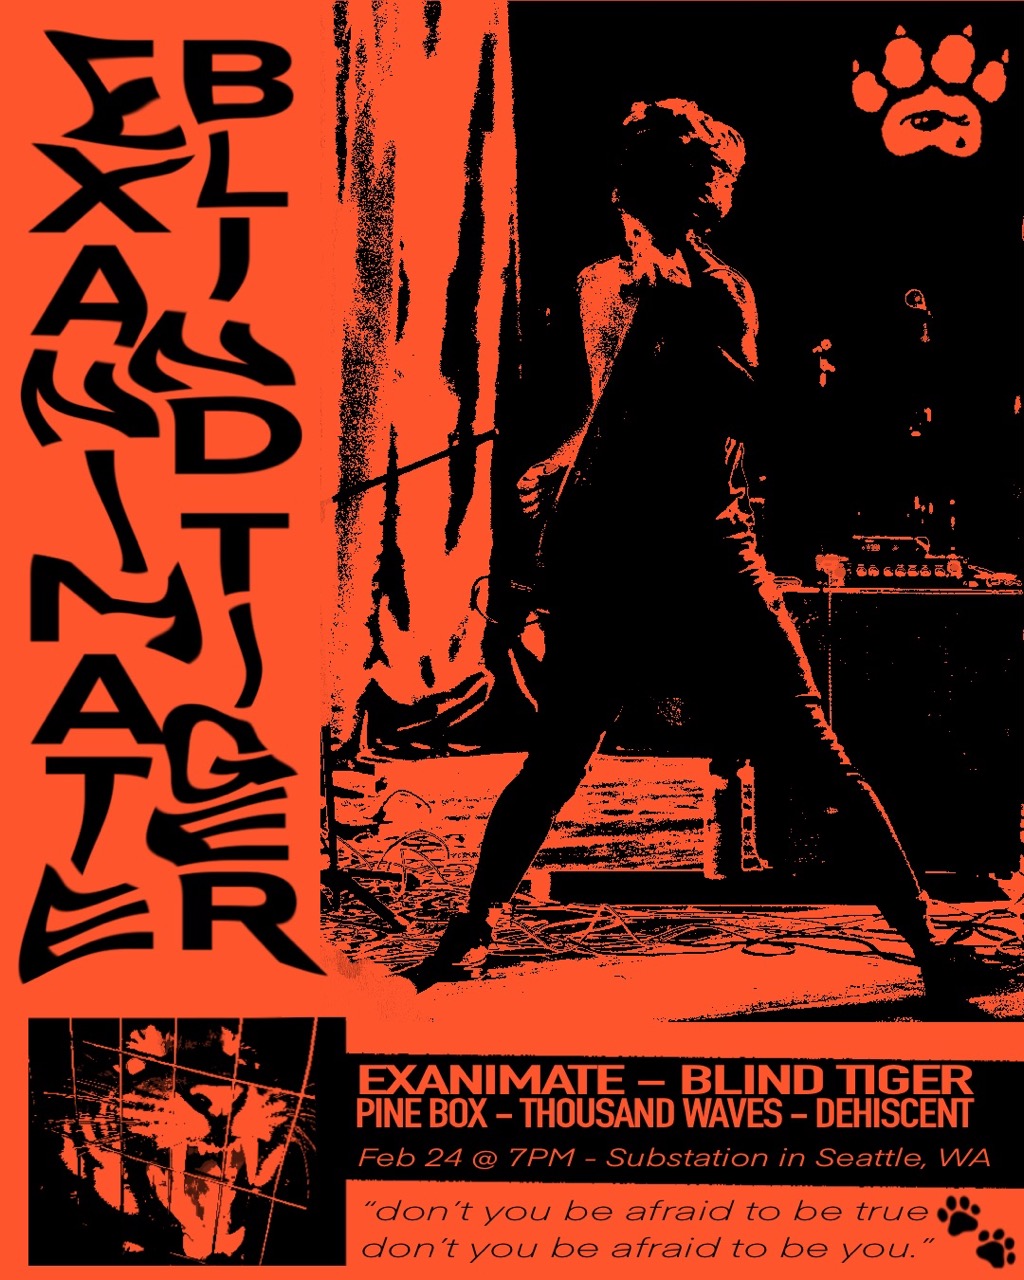 EXANIMATE
BLIND TIGER
EXANIMATE – BLIND TIGER
PINE BOX – THOUSAND WAVES – DEHISCENT
Feb 24 @ 7PM - Substation in Seattle, WA
“don’t you be afraid to be true
don’t you be afraid to be you.”